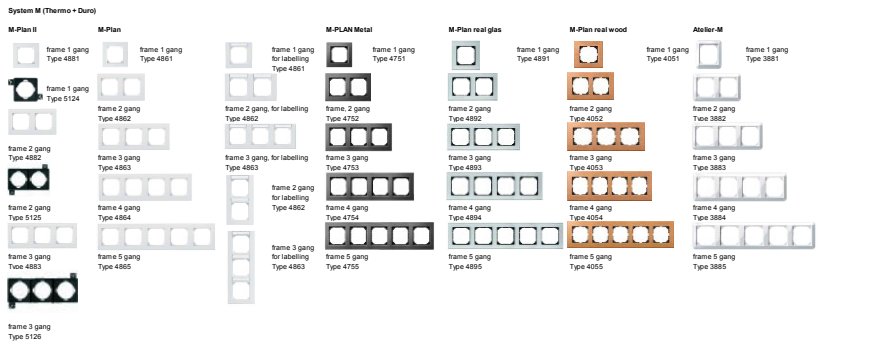 System M (Thermo + Duro)
M-Plan II
frame 1 gang
Type 4881
frame 1 gang
Type 5124
frame 2 gang
Type 4882
frame 2 gang
Type 5125
frame 3 gang
Type 4883
frame 3 gang
Type 5126
M-Plan
frame 1 gang
Type 4861
frame 2 gang
Type 4862
frame 3 gang
Type 4863
frame 4 gang
Type 4864
frame 5 gang
Type 4865
frame 1 gang
for labelling
Type 4861
frame 2 gang, for labelling
Type 4862
frame 3 gang, for labelling
Type 4863
frame 2 gang
for labelling
Type 4862
frame 3 gang
for labelling
Type 4863
M-PLAN Metal
frame 1 gang
Type 4751
frame, 2 gang
Type 4752
frame 3 gang
Type 4753
frame 4 gang
Type 4754
frame 5 gang
Type 4755
M-Plan real glas
frame 1 gang
Type 4891
frame 2 gang
Type 4892
frame 3 gang
Type 4893
frame 4 gang
Type 4894
frame 5 gang
Type 4895
M-Plan real wood
frame 1 gang
Type 4051
frame 2 gang
Type 4052
frame 3 gang
Type 4053
frame 4 gang
Type 4054
frame 5 gang
Type 4055
Atelier-M
frame 1 gang
Type 3881
frame 2 gang
Type 3882
frame 3 gang
Type 3883
frame 4 gang
Type 3884
frame 5 gang
Type 3885